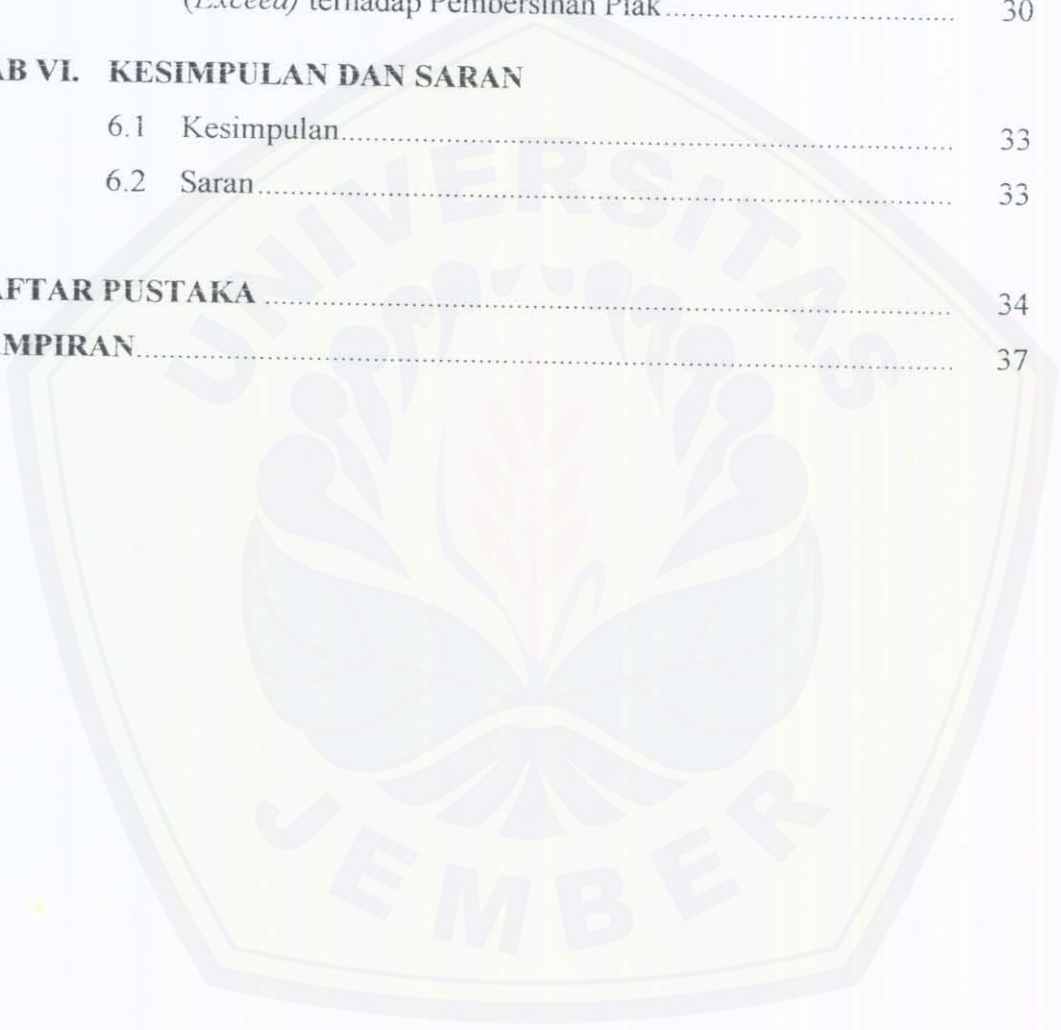 (Exceed) terhadap Pembersihan Plak .......... 30
AB VI. KESIMPULAN DAN SARAN
6.1 Kesimpulan .......... 33
6.2 Saran .......... 33
AFTAR PUSTAKA .......... 34
AMPIRAN .......... 37
UNIVERSITAS
JEMBER